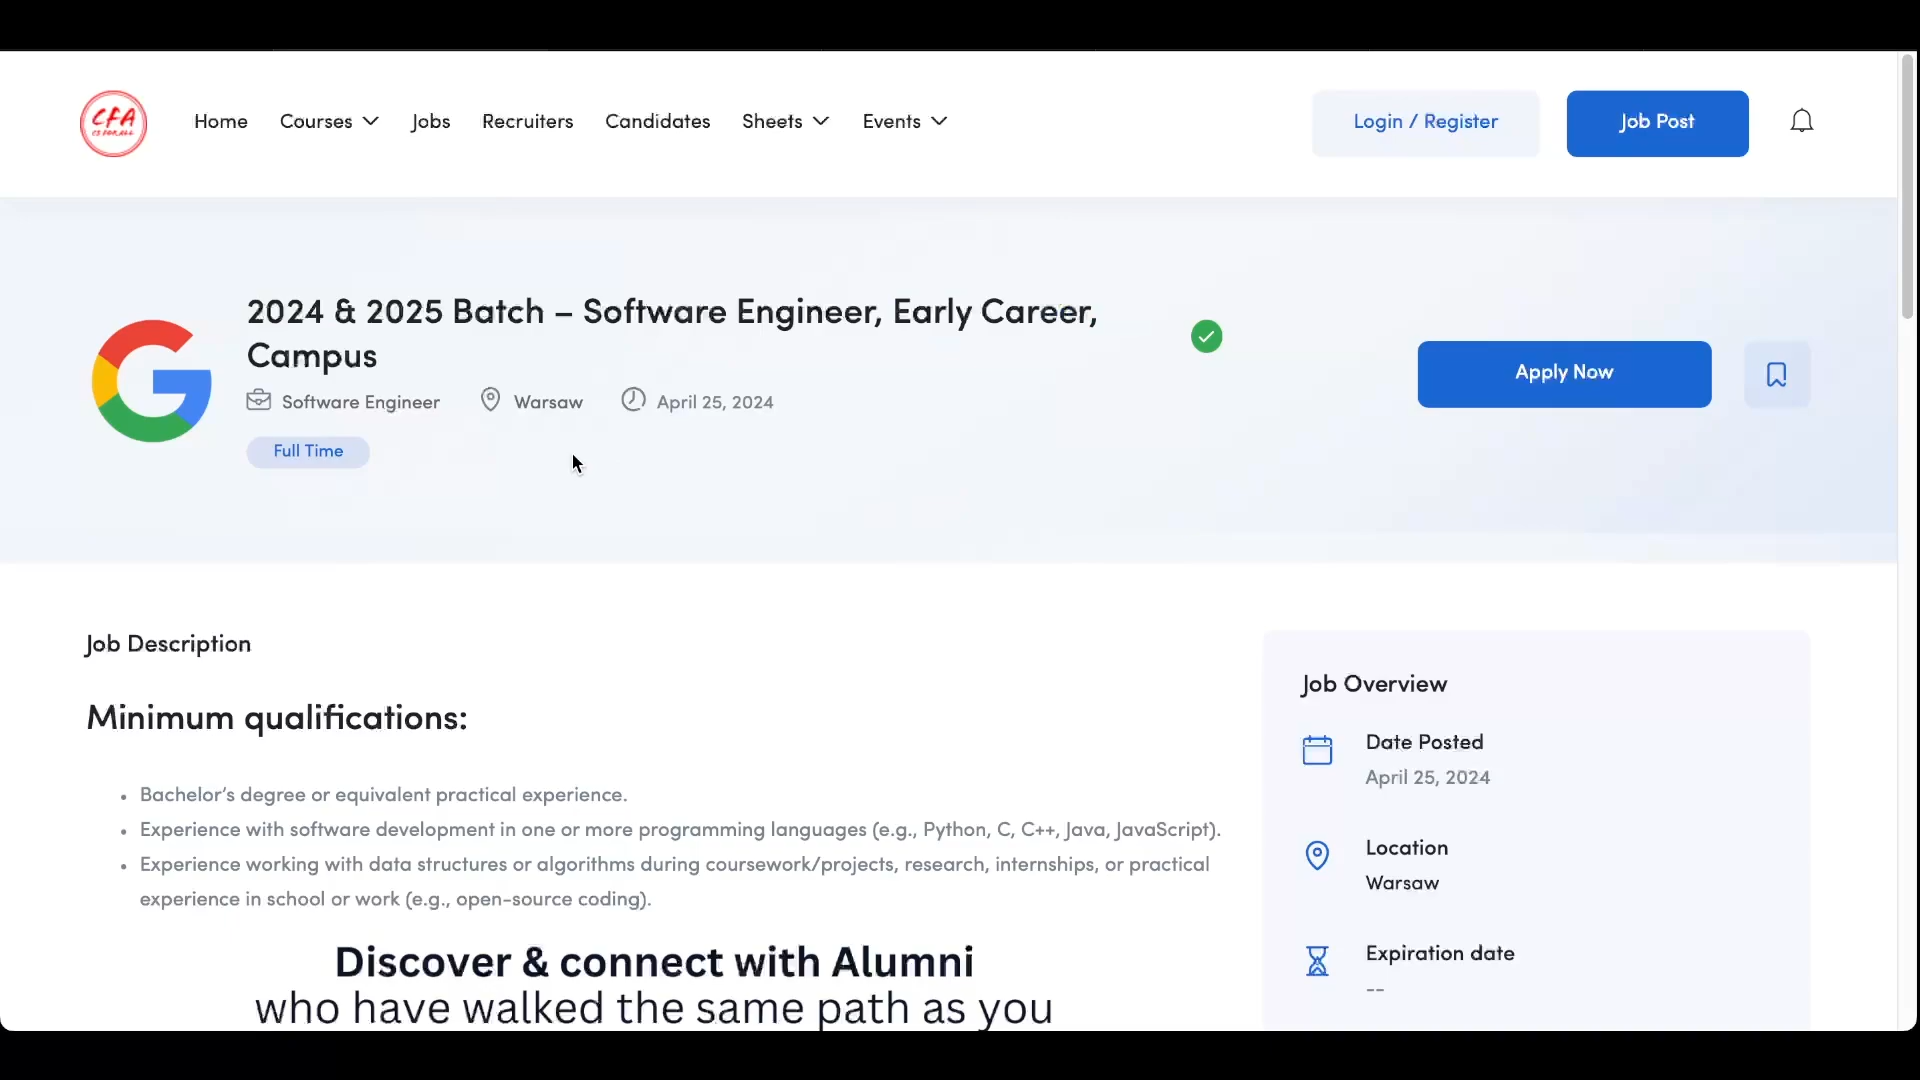 CFA
CS FOR ALL
Home
Courses
Jobs
Recruiters
Candidates
Sheets
Events
Login / Register
Job Post
2024 & 2025 Batch – Software Engineer, Early Career,
Campus
Software Engineer
Warsaw
April 25, 2024
Full Time
Apply Now
Job Description
Minimum qualifications:
• Bachelor’s degree or equivalent practical experience.
• Experience with software development in one or more programming languages (e.g., Python, C, C++, Java, JavaScript).
• Experience working with data structures or algorithms during coursework/projects, research, internships, or practical
experience in school or work (e.g., open-source coding).
Discover & connect with Alumni
who have walked the same path as you
Job Overview
Date Posted
April 25, 2024
Location
Warsaw
Expiration date
--